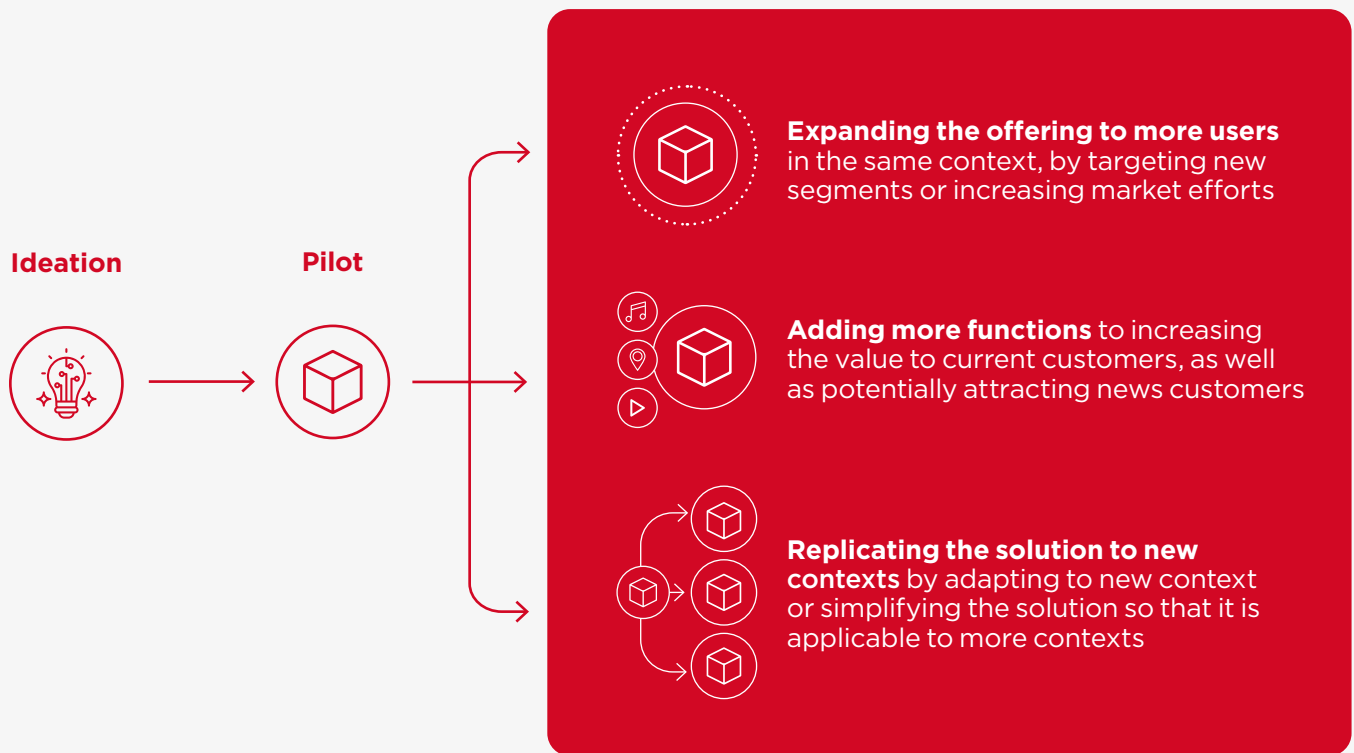 Ideation
Pilot
Expanding the offering to more users
in the same context, by targeting new
segments or increasing market efforts
Adding more functions to increasing
the value to current customers, as well
as potentially attracting news customers
Replicating the solution to new
contexts by adapting to new context
or simplifying the solution so that it is
applicable to more contexts